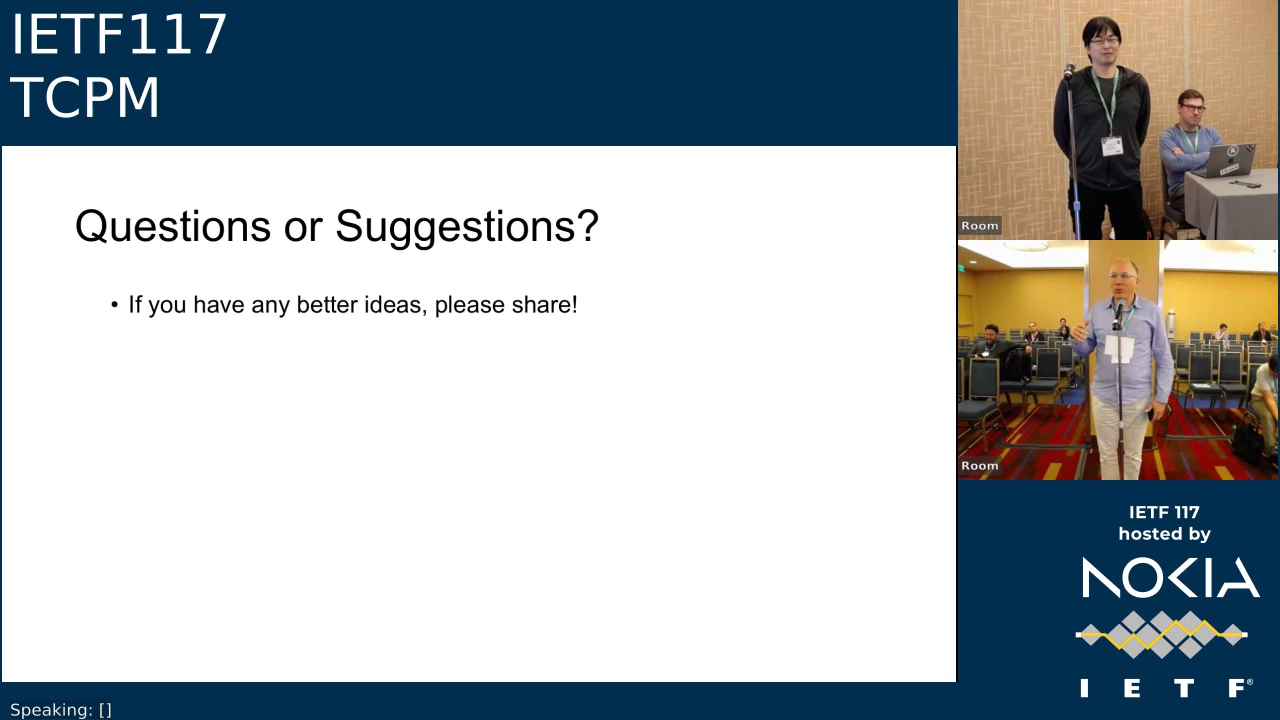 IETF117
TCPM
Questions or Suggestions?
• If you have any better ideas, please share!
Room
Room
IETF 117
hosted by
NOKIA
I E T F®
Speaking: []